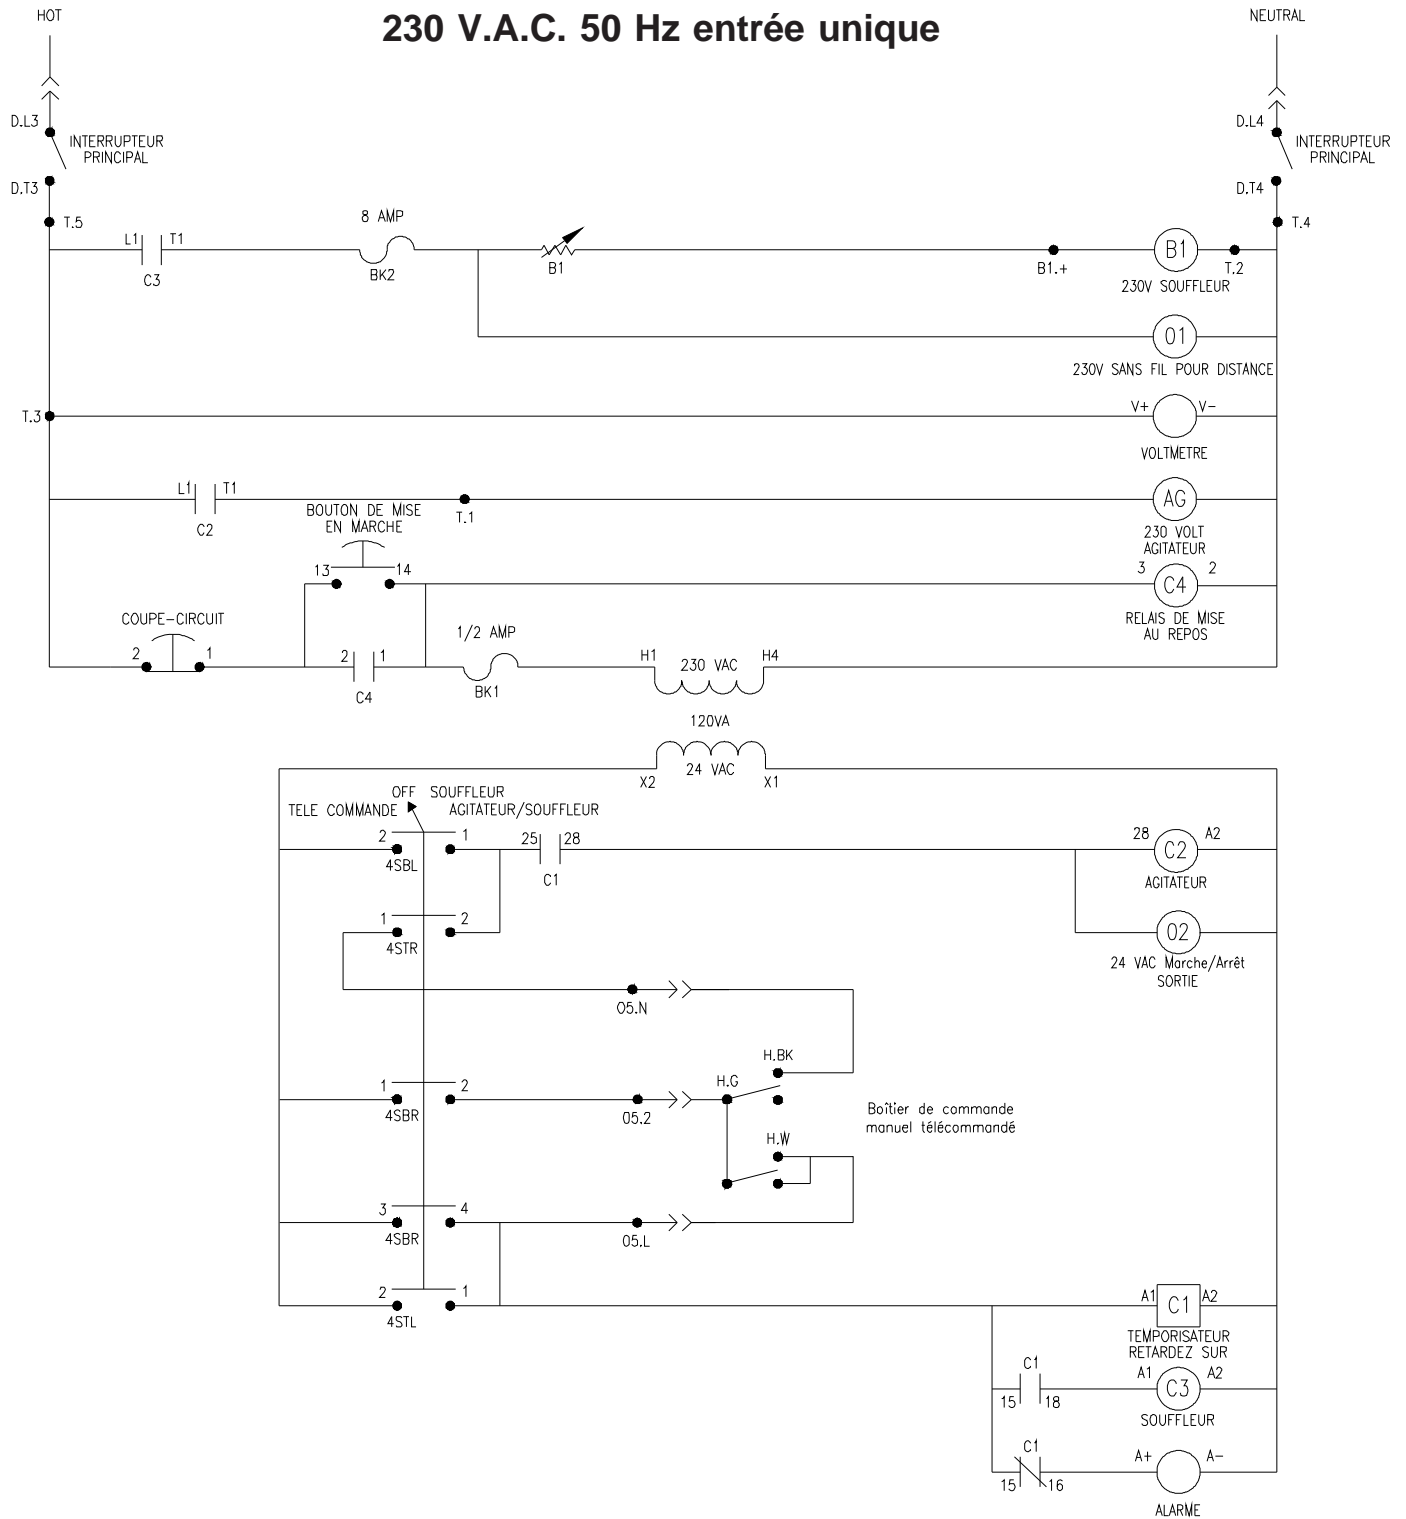 HOT
230 V.A.C. 50 Hz entrée unique
NEUTRAL
D.L3
INTERRUPTEUR
PRINCIPAL
D.T3
T.5
D.L4
INTERRUPTEUR
PRINCIPAL
D.T4
T.4
8 AMP
L1 T1
C3
BK2
B1
B1.+
B1
T.2
230V SOUFFLEUR
O1
230V SANS FIL POUR DISTANCE
T.3
V+ V-
VOLTMETRE
L1 T1
C2
T.1
AG
230 VOLT
AGITATEUR
BOUTON DE MISE
EN MARCHE
13 14
3 C4 2
RELAIS DE MISE
AU REPOS
COUPE-CIRCUIT
2 1
2 1
C4
1/2 AMP
BK1
H1 230 VAC H4
120VA
X2 24 VAC X1
OFF SOUFFLEUR
TELE COMMANDE AGITATEUR/SOUFFLEUR
2 1
4SBL
25 28
C1
28 C2 A2
AGITATEUR
1 2
4STR
O2
24 VAC Marche/Arrêt
SORTIE
O5.N
H.BK
H.G
1 2
4SBR
05.2
Boîtier de commande
manuel télécommandé
H.W
3 4
4SBR
05.L
2 1
4STL
A1 C1 A2
TEMPORISATEUR
RETARDEZ SUR
C1
15 18
A1 C3 A2
SOUFFLEUR
C1
15 16
A+ A-
ALARME